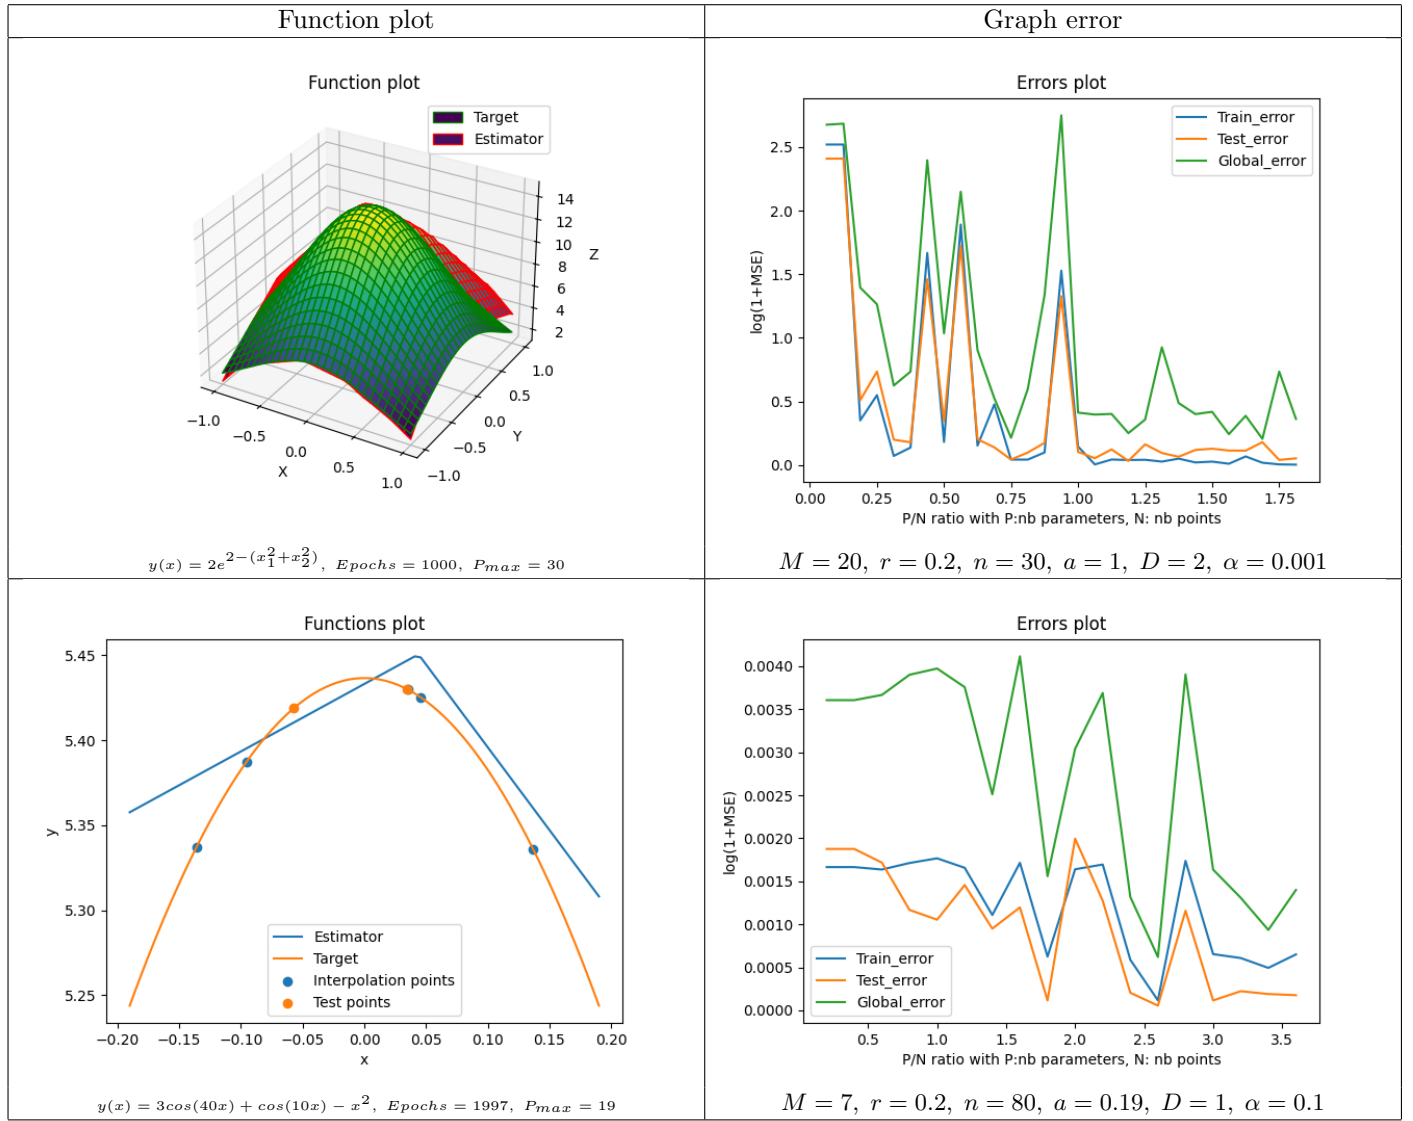 Function plot
Graph error
Function plot
Target
Estimator
14
12
10
8
6
4
2
Z
1.0
0.5
0.0
−0.5
−1.0
Y
−1.0
−0.5
0.0
0.5
1.0
X
y(x) = 2e^{2−(x_1^2+x_2^2)}, Epochs = 1000, P_{max} = 30
Errors plot
Train_error
Test_error
Global_error
2.5
2.0
1.5
1.0
0.5
0.0
log(1+MSE)
0.00 0.25 0.50 0.75 1.00 1.25 1.50 1.75
P/N ratio with P:nb parameters, N: nb points
M = 20, r = 0.2, n = 30, a = 1, D = 2, α = 0.001
Functions plot
5.45
5.40
5.35
5.30
5.25
y
Estimator
Target
Interpolation points
Test points
−0.20 −0.15 −0.10 −0.05 0.00 0.05 0.10 0.15 0.20
x
y(x) = 3cos(40x) + cos(10x) − x^2, Epochs = 1997, P_{max} = 19
Errors plot
0.0040
0.0035
0.0030
0.0025
0.0020
0.0015
0.0010
0.0005
0.0000
log(1+MSE)
Train_error
Test_error
Global_error
0.5 1.0 1.5 2.0 2.5 3.0 3.5
P/N ratio with P:nb parameters, N: nb points
M = 7, r = 0.2, n = 80, a = 0.19, D = 1, α = 0.1